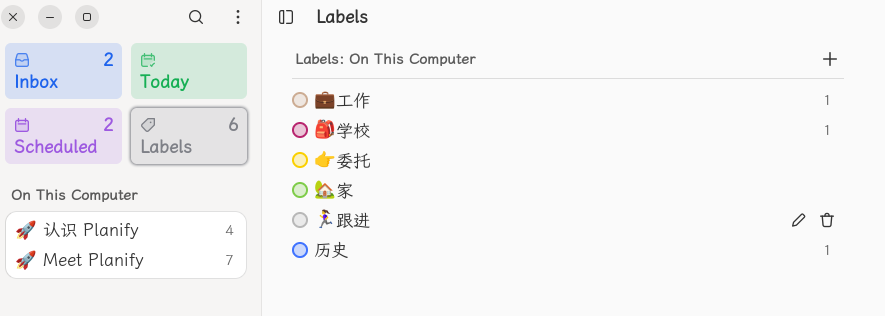 Labels
2
Inbox
Today
2
Scheduled
6
Labels
On This Computer
🚀 认识 Planify 4
🚀 Meet Planify 7
Labels: On This Computer
💼工作 1
🎒学校 1
👉委托
🏡家
🏃‍♀️跟进
历史 1